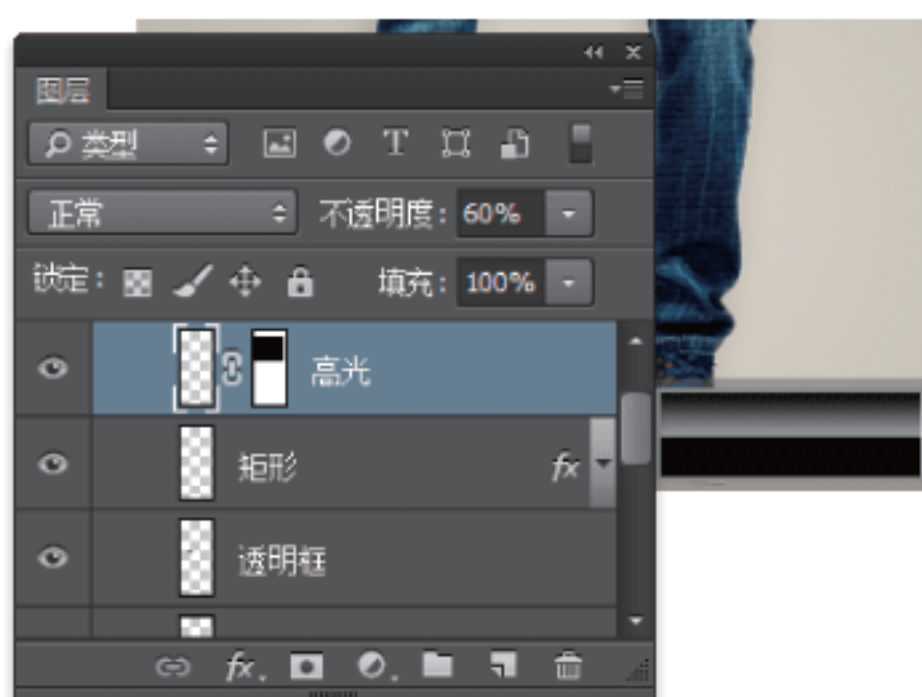 图层
类型
正常 不透明度: 60%
锁定: 填充: 100%
高光
矩形 fx
透明框
fx.